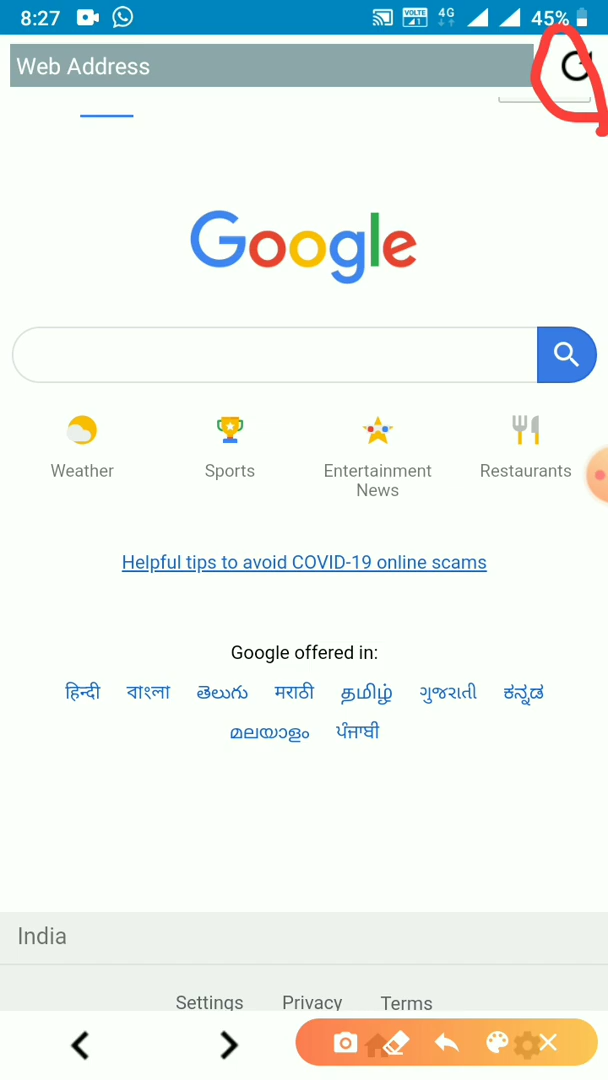 8:27 VOLTE 4G 45%
Web Address
Google
Weather Sports Entertainment News Restaurants
Helpful tips to avoid COVID-19 online scams
Google offered in:
हिन्दी বাংলা తెలుగు मराठी தமிழ் ગુજરાતી ಕನ್ನಡ
മലയാളം ਪੰਜਾਬੀ
India
Settings Privacy Terms